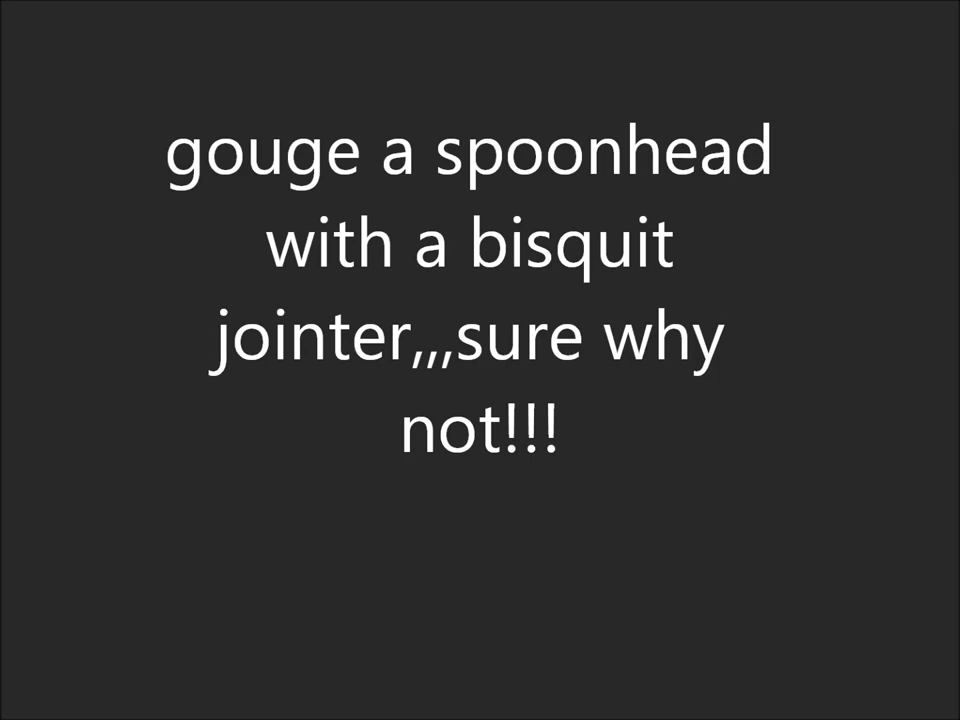 gouge a spoonhead
with a bisquit
jointer,,,sure why
not!!!